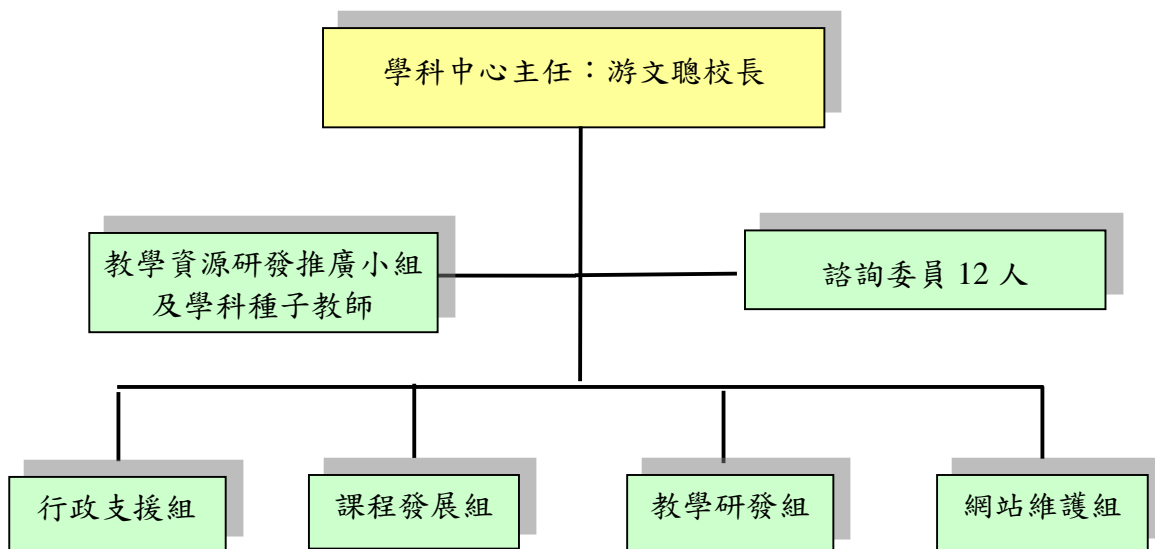 學科中心主任：游文聰校長
教學資源研發推廣小組
及學科種子教師
諮詢委員 12 人
行政支援組
課程發展組
教學研發組
網站維護組